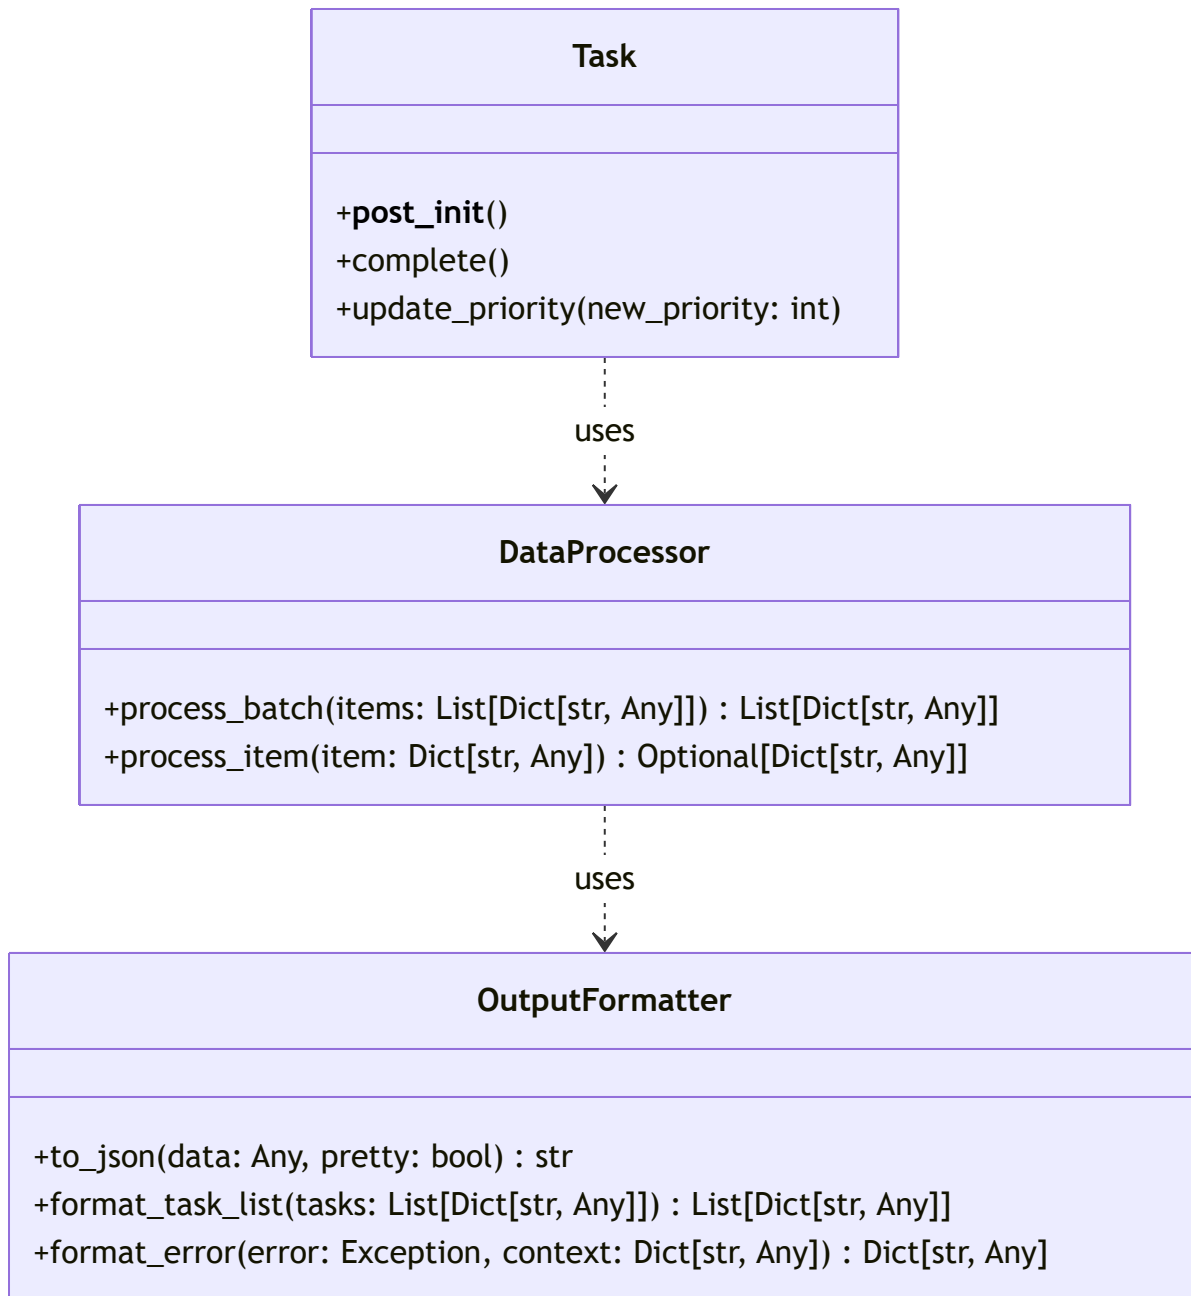 Task
+post_init()
+complete()
+update_priority(new_priority: int)
uses
DataProcessor
+process_batch(items: List[Dict[str, Any]]) : List[Dict[str, Any]]
+process_item(item: Dict[str, Any]) : Optional[Dict[str, Any]]
uses
OutputFormatter
+to_json(data: Any, pretty: bool) : str
+format_task_list(tasks: List[Dict[str, Any]]) : List[Dict[str, Any]]
+format_error(error: Exception, context: Dict[str, Any]) : Dict[str, Any]